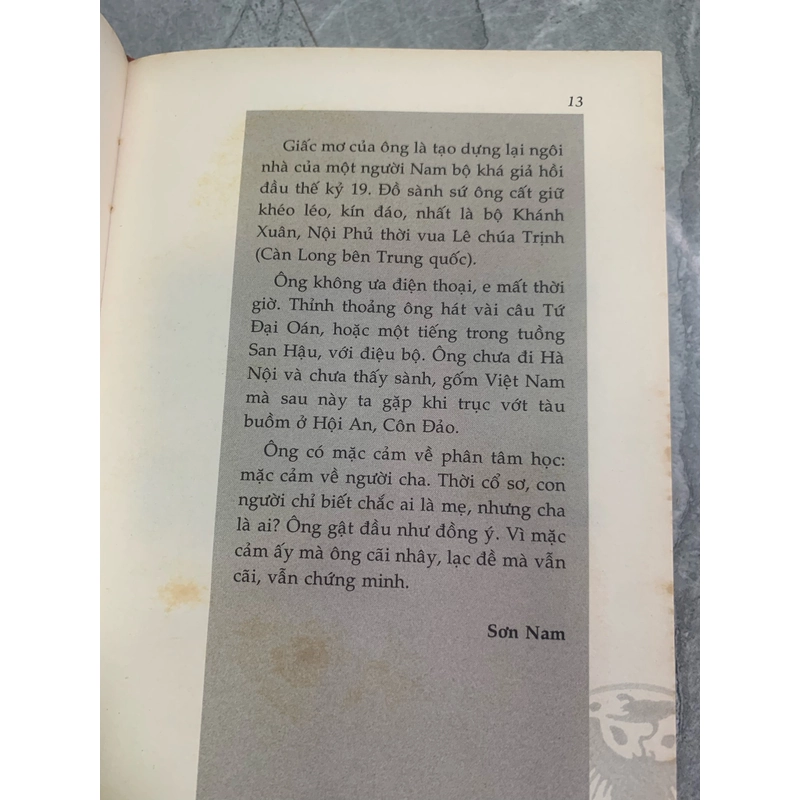 13
Giấc mơ của ông là tạo dựng lại ngôi
nhà của một người Nam bộ khá giả hồi
đầu thế kỷ 19. Đồ sành sứ ông cất giữ
khéo léo, kín đáo, nhất là bộ Khánh
Xuân, Nội Phủ thời vua Lê chúa Trịnh
(Càn Long bên Trung quốc).
Ông không ưa điện thoại, e mất thời
giờ. Thỉnh thoảng ông hát vài câu Tứ
Đại Oán, hoặc một tiếng trong tuồng
San Hậu, với điệu bộ. Ông chưa đi Hà
Nội và chưa thấy sành, gốm Việt Nam
mà sau này ta gặp khi trục vớt tàu
buồm ở Hội An, Côn Đảo.
Ông có mặc cảm về phân tâm học:
mặc cảm về người cha. Thời cổ sơ, con
người chỉ biết chắc ai là mẹ, nhưng cha
là ai? Ông gật đầu như đồng ý. Vì mặc
cảm ấy mà ông cãi nhây, lạc đề mà vẫn
cãi, vẫn chứng minh.
Sơn Nam